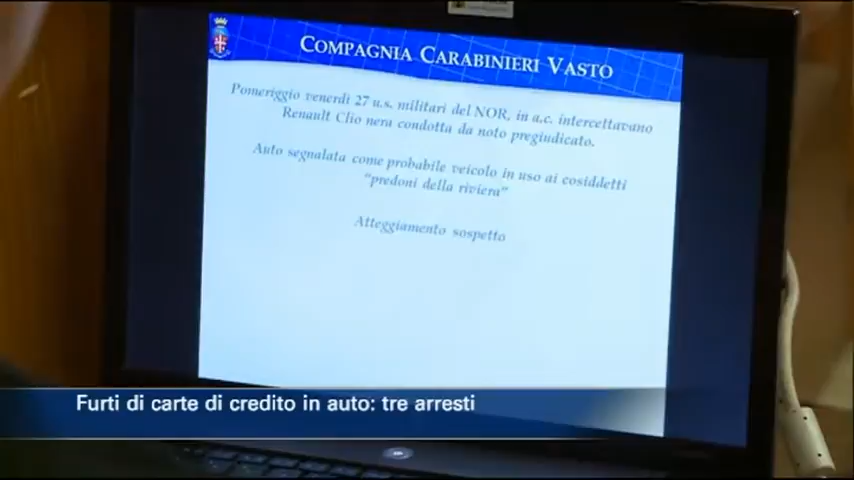 COMPAGNIA CARABINIERI VASTO
Pomeriggio venerdì 27 u.s. militari del NOR, in a.c. intercettavano
Renault Clio nera condotta da noto pregiudicato.
Auto segnalata come probabile veicolo in uso ai cosiddetti
"predoni della riviera"
Atteggiamento sospetto
Furti di carte di credito in auto: tre arresti